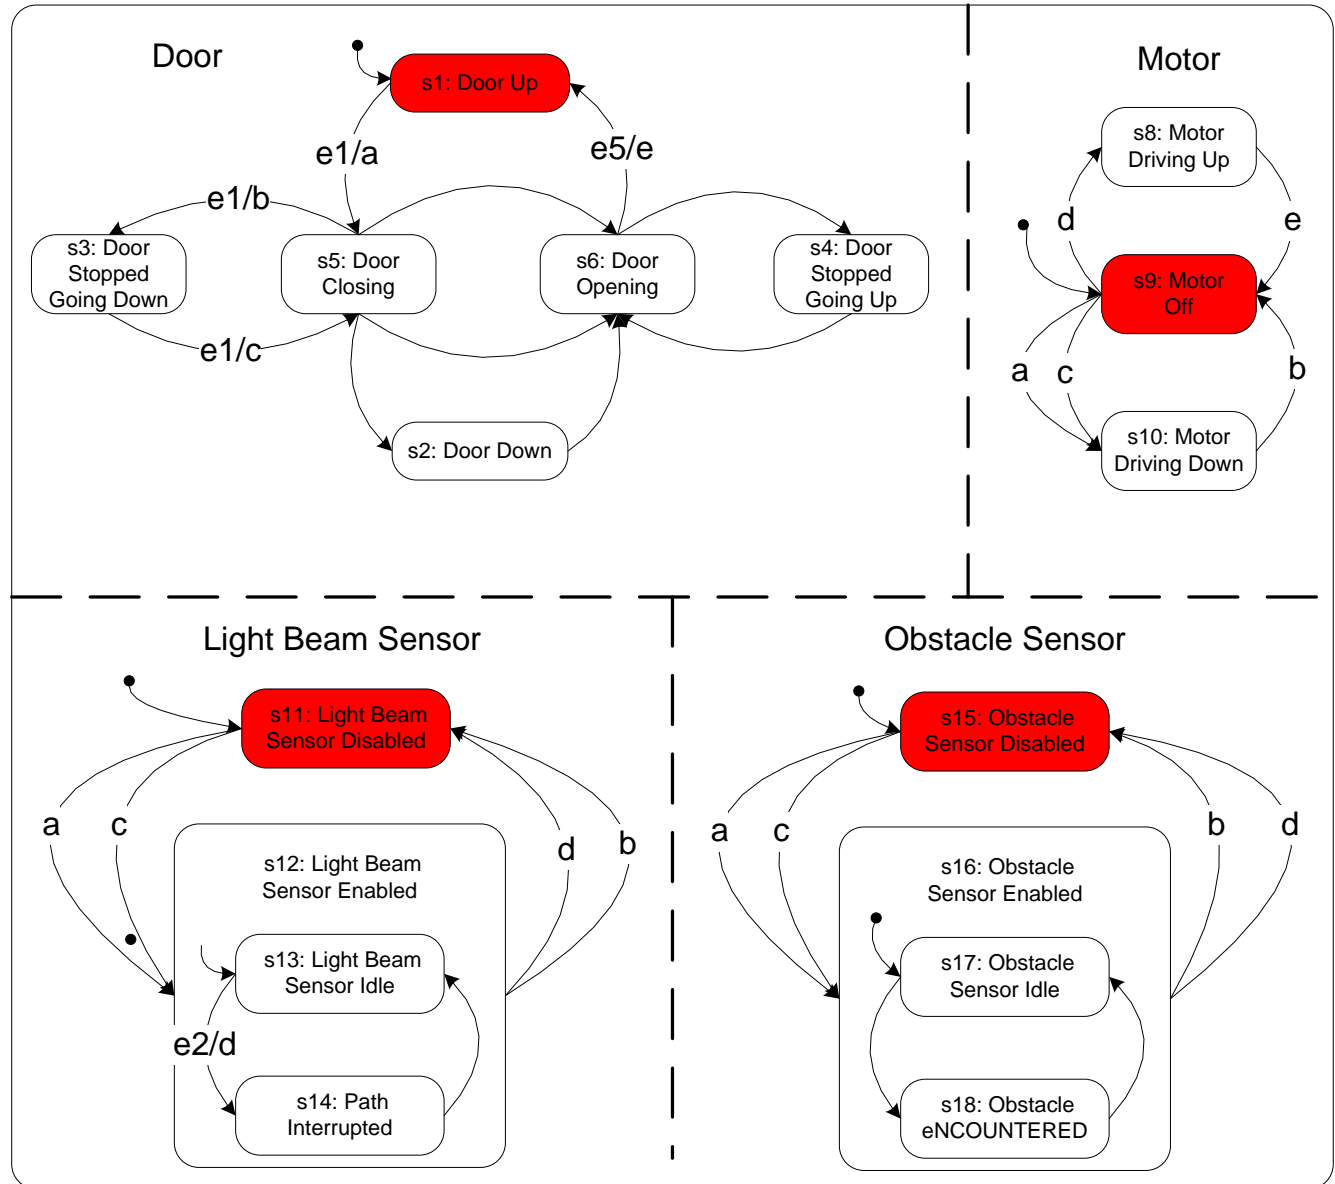 Door
s1: Door Up
e1/a
e5/e
e1/b
s3: Door
Stopped
Going Down
s5: Door
Closing
s6: Door
Opening
s4: Door
Stopped
Going Up
e1/c
s2: Door Down
Motor
s8: Motor
Driving Up
d
e
s9: Motor
Off
a
c
b
s10: Motor
Driving Down
Light Beam Sensor
s11: Light Beam
Sensor Disabled
a
c
d
b
s12: Light Beam
Sensor Enabled
s13: Light Beam
Sensor Idle
e2/d
s14: Path
Interrupted
Obstacle Sensor
s15: Obstacle
Sensor Disabled
a
c
b
d
s16: Obstacle
Sensor Enabled
s17: Obstacle
Sensor Idle
s18: Obstacle
eNCOUNTERED